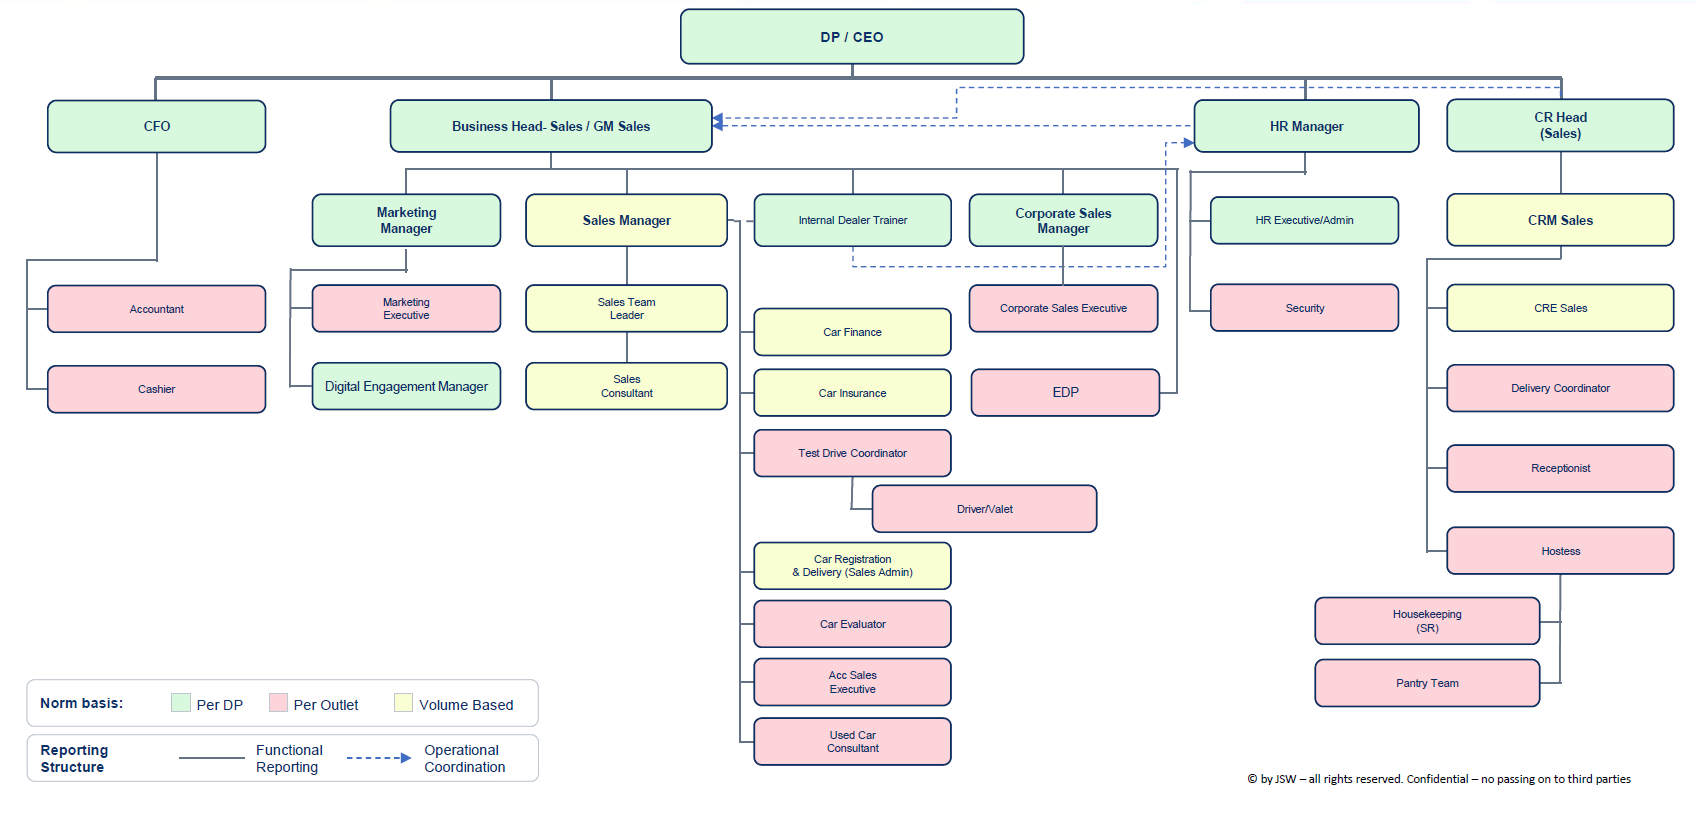 DP / CEO
CFO
Business Head- Sales / GM Sales
HR Manager
CR Head
(Sales)
Marketing
Manager
Sales Manager
Internal Dealer Trainer
Corporate Sales
Manager
HR Executive/Admin
CRM Sales
Accountant
Marketing
Executive
Sales Team
Leader
Car Finance
Corporate Sales Executive
Security
CRE Sales
Cashier
Digital Engagement Manager
Sales
Consultant
Car Insurance
EDP
Delivery Coordinator
Test Drive Coordinator
Receptionist
Driver/Valet
Car Registration
& Delivery (Sales Admin)
Hostess
Car Evaluator
Housekeeping
(SR)
Acc Sales
Executive
Pantry Team
Used Car
Consultant
Norm basis:
Per DP
Per Outlet
Volume Based
Reporting
Structure
Functional
Reporting
Operational
Coordination
© by JSW – all rights reserved. Confidential – no passing on to third parties